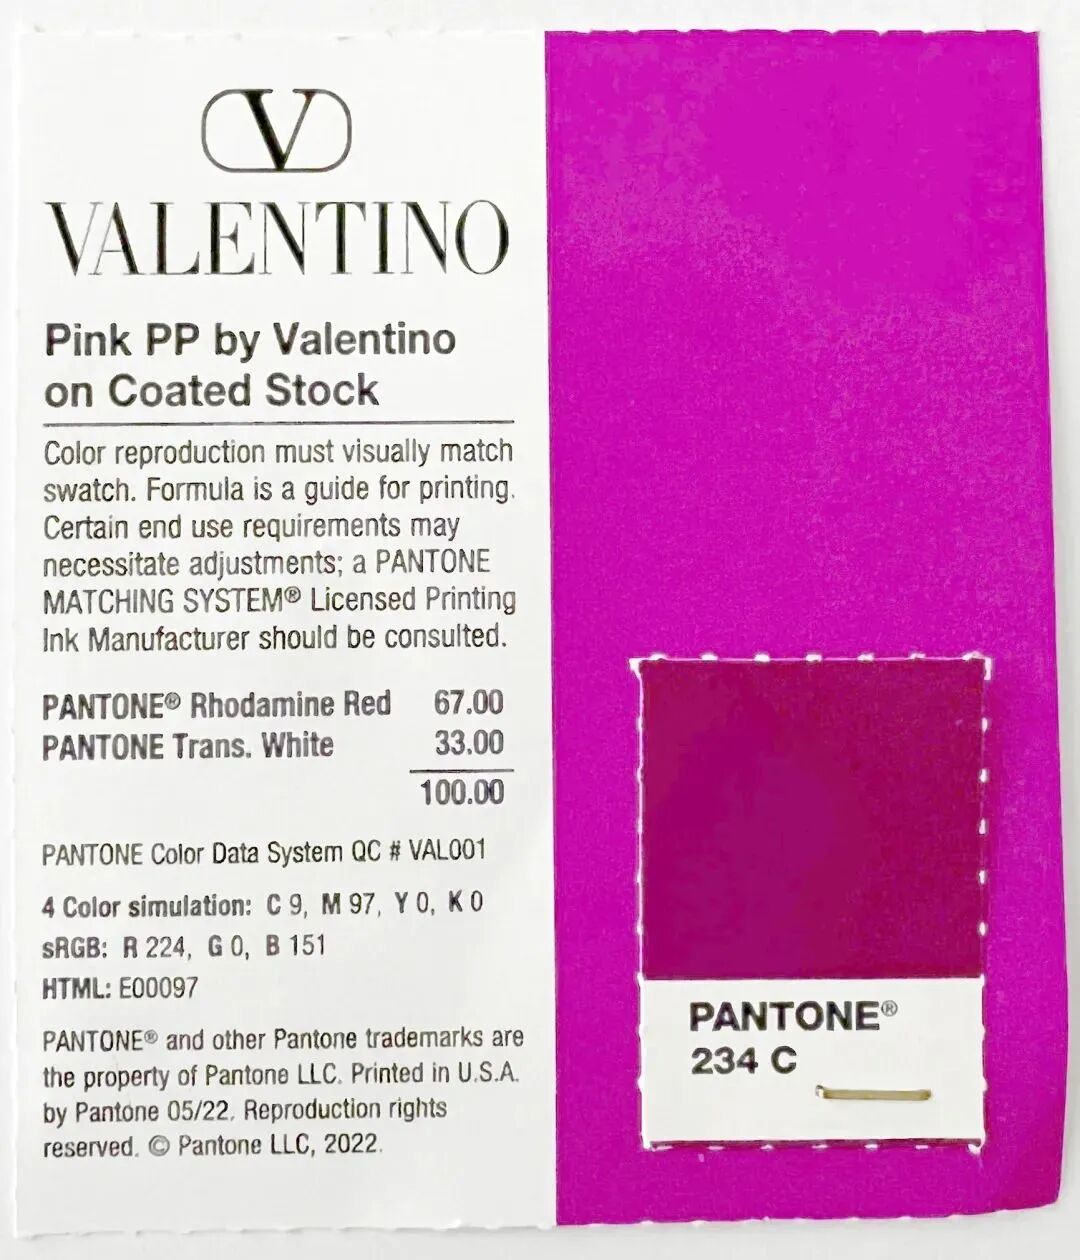 V
VALENTINO
Pink PP by Valentino
on Coated Stock
Color reproduction must visually match
swatch. Formula is a guide for printing.
Certain end use requirements may
necessitate adjustments; a PANTONE
MATCHING SYSTEM® Licensed Printing
Ink Manufacturer should be consulted.
PANTONE® Rhodamine Red 67.00
PANTONE Trans. White 33.00
100.00
PANTONE Color Data System QC # VAL001
4 Color simulation: C 9, M 97, Y 0, K 0
sRGB: R 224, G 0, B 151
HTML: E00097
PANTONE® and other Pantone trademarks are
the property of Pantone LLC. Printed in U.S.A.
by Pantone 05/22. Reproduction rights
reserved. © Pantone LLC, 2022.
PANTONE®
234 C